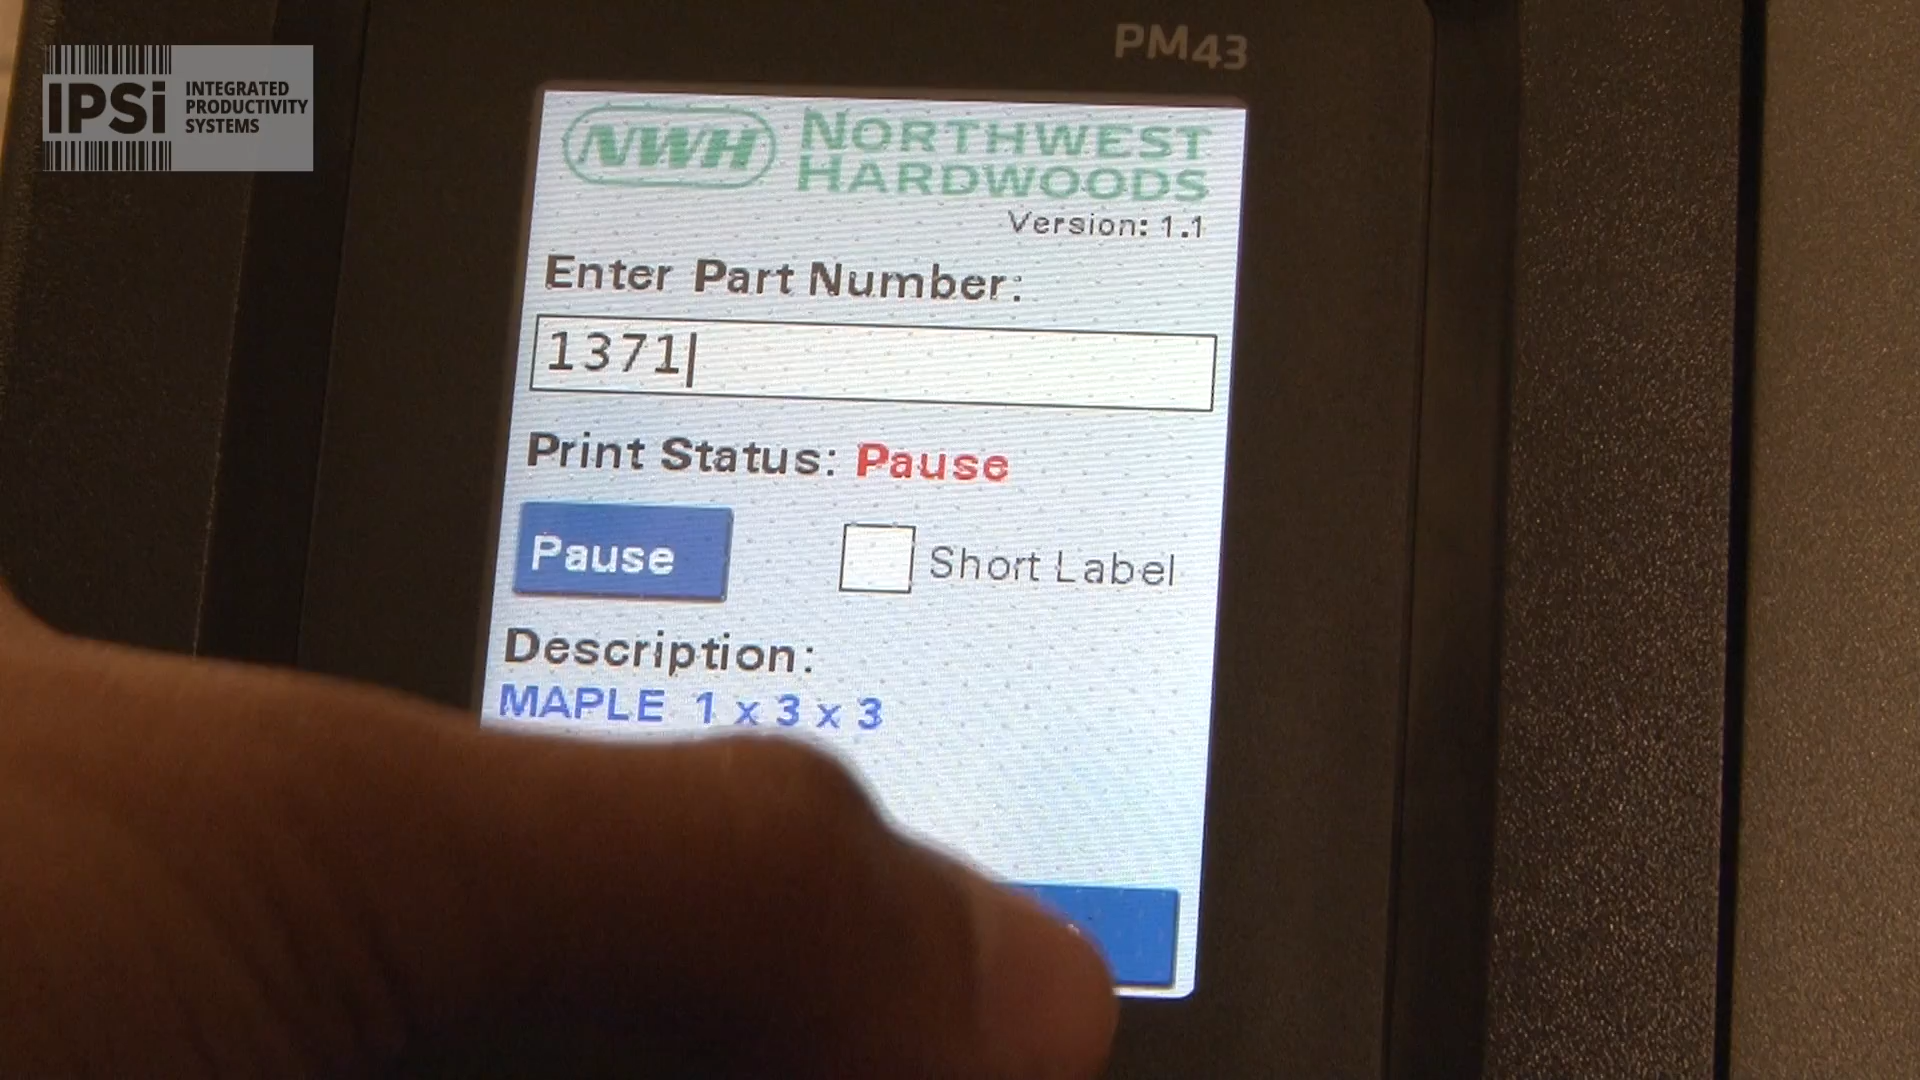 PM43
IPSi
INTEGRATED
PRODUCTIVITY
SYSTEMS
NWH
NORTHWEST
HARDWOODS
Version: 1.1
Enter Part Number:
1371
Print Status: Pause
Pause
Short Label
Description:
MAPLE 1 x 3 x 3